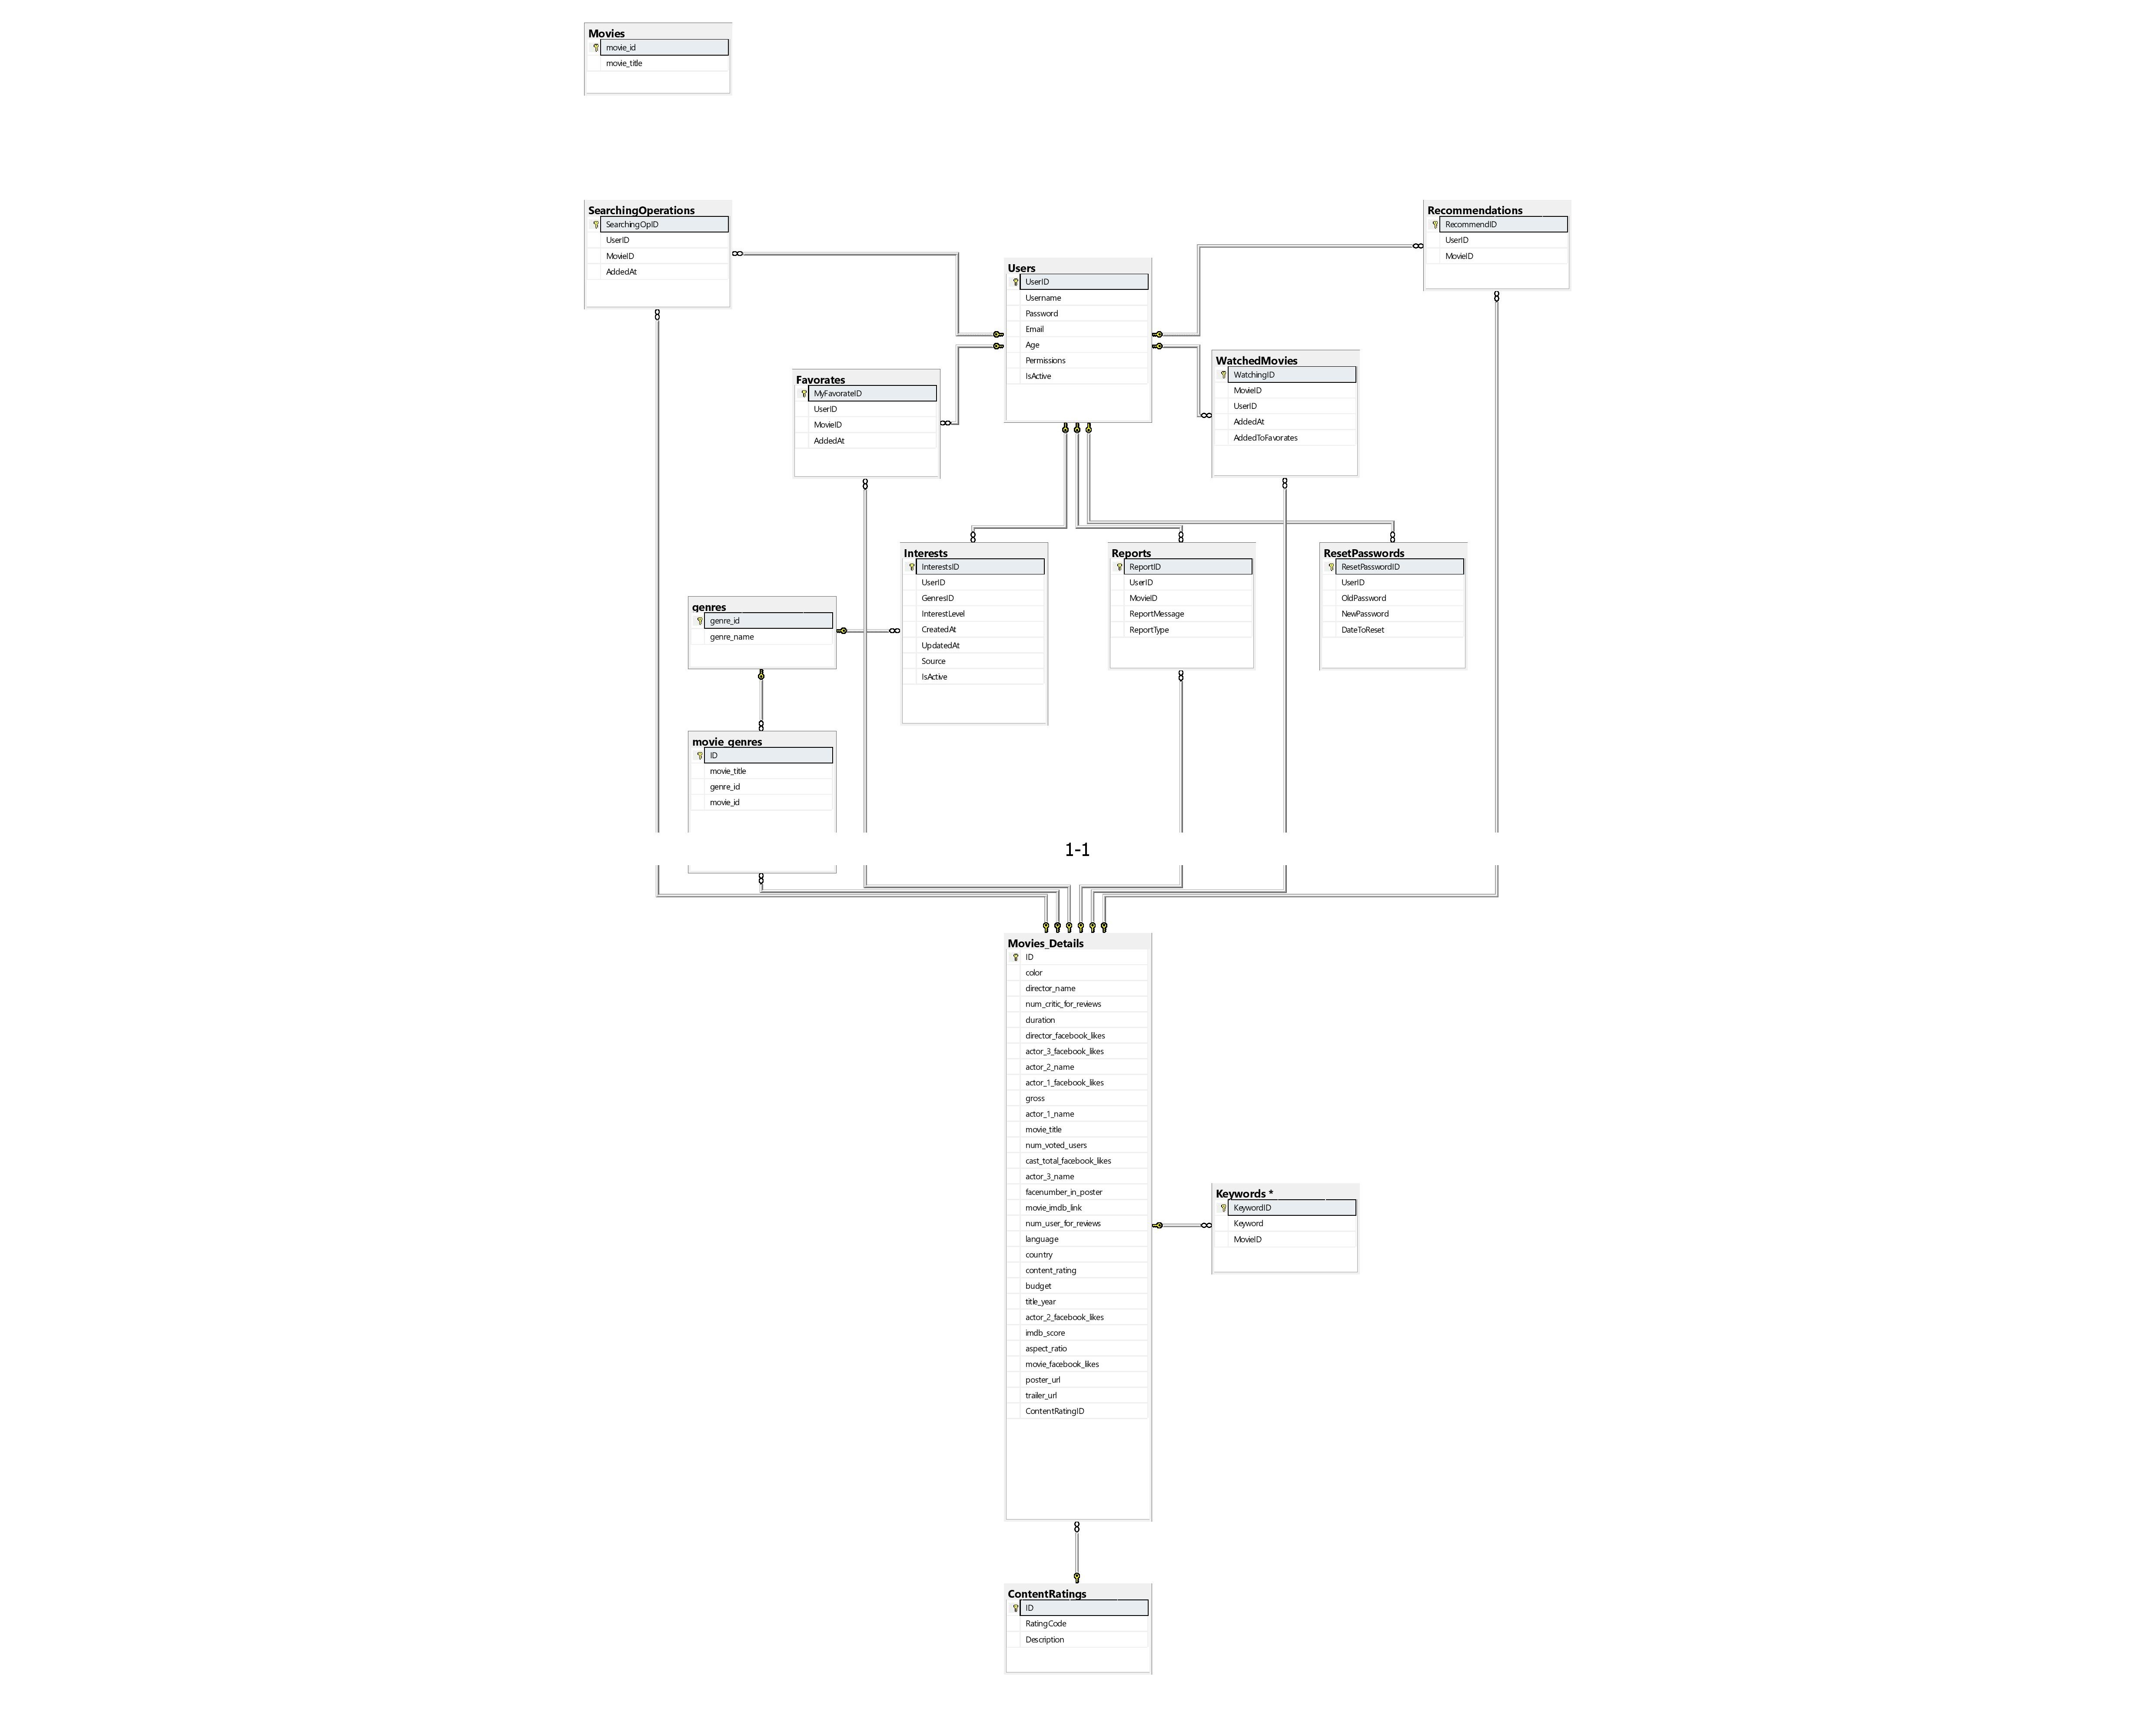 Movies
movie_id
movie_title
SearchingOperations
SearchingOpID
UserID
MovieID
AddedAt
Recommendations
RecommendID
UserID
MovieID
Users
UserID
Username
Password
Email
Age
Permissions
IsActive
WatchedMovies
WatchingID
MovieID
UserID
AddedAt
AddedToFavorates
Favorates
MyFavorateID
UserID
MovieID
AddedAt
Interests
InterestsID
UserID
GenresID
InterestLevel
CreatedAt
UpdatedAt
Source
IsActive
Reports
ReportID
UserID
MovieID
ReportMessage
ReportType
ResetPasswords
ResetPasswordID
UserID
OldPassword
NewPassword
DateToReset
genres
genre_id
genre_name
movie_genres
ID
movie_title
genre_id
movie_id
1-1
Movies_Details
ID
color
director_name
num_critic_for_reviews
duration
director_facebook_likes
actor_3_facebook_likes
actor_2_name
actor_1_facebook_likes
gross
actor_1_name
movie_title
num_voted_users
cast_total_facebook_likes
actor_3_name
facenumber_in_poster
movie_imdb_link
num_user_for_reviews
language
country
content_rating
budget
title_year
actor_2_facebook_likes
imdb_score
aspect_ratio
movie_facebook_likes
poster_url
trailer_url
ContentRatingID
Keywords *
KeywordID
Keyword
MovieID
ContentRatings
ID
RatingCode
Description